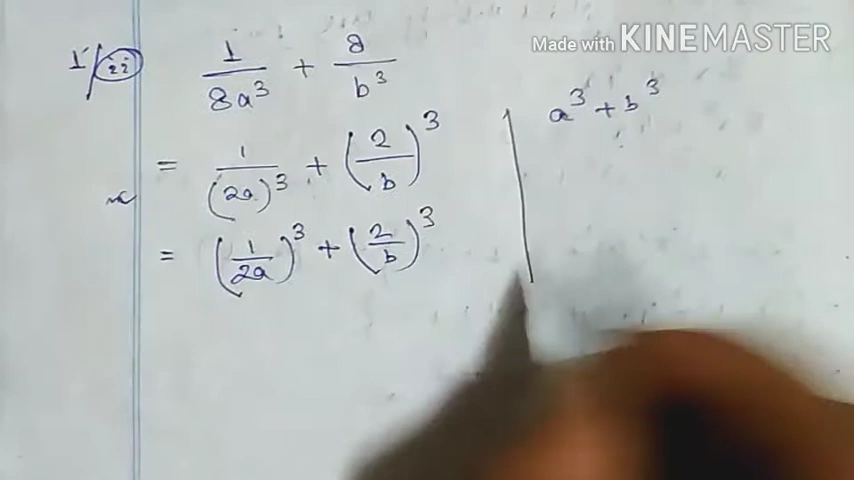 Made with KINEMASTER
1/(ii) 1/8a³ + 8/b³
= 1/(2a)³ + (2/b)³
= (1/2a)³ + (2/b)³
a³ + b³